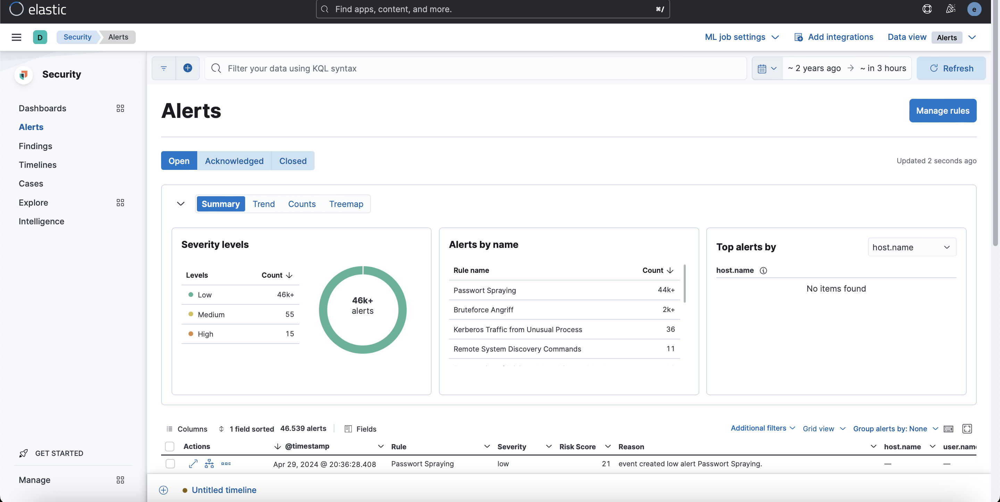 elastic
Find apps, content, and more.
⌘/
e
D
Security
Alerts
ML job settings
Add integrations
Data view
Alerts
Security
Filter your data using KQL syntax
~ 2 years ago → ~ in 3 hours
Refresh
Dashboards
Alerts
Findings
Timelines
Cases
Explore
Intelligence
GET STARTED
Manage
Alerts
Manage rules
Open
Acknowledged
Closed
Updated 2 seconds ago
Summary
Trend
Counts
Treemap
Severity levels
Levels Count ↓
Low 46k+
Medium 55
High 15
46k+
alerts
Alerts by name
Rule name Count ↓
Passwort Spraying 44k+
Bruteforce Angriff 2k+
Kerberos Traffic from Unusual Process 36
Remote System Discovery Commands 11
Top alerts by
host.name
host.name
No items found
Columns
1 field sorted
46.539 alerts
Fields
Additional filters
Grid view
Group alerts by: None
Actions ↓ @timestamp Rule Severity Risk Score Reason host.name user.name
Apr 29, 2024 @ 20:36:28.408 Passwort Spraying low 21 event created low alert Passwort Spraying. — —
Untitled timeline